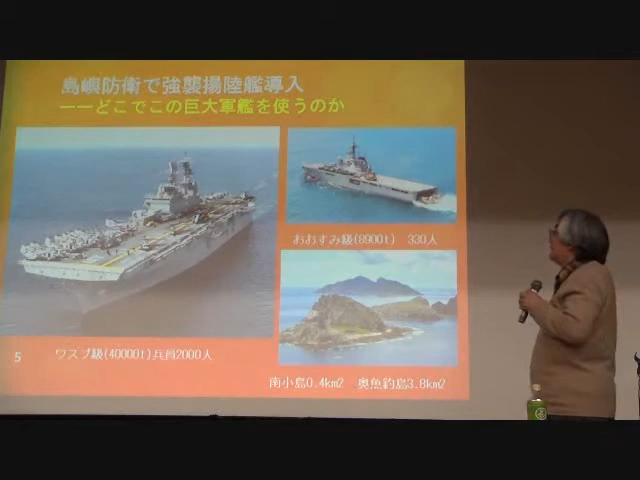 島嶼防衛で強襲揚陸艦導入
ーーどこでこの巨大軍艦を使うのか
おおすみ級(8900t) 330人
5
ワスプ級(40000t)兵員2000人
南小島0.4km2 奥魚釣島3.8km2